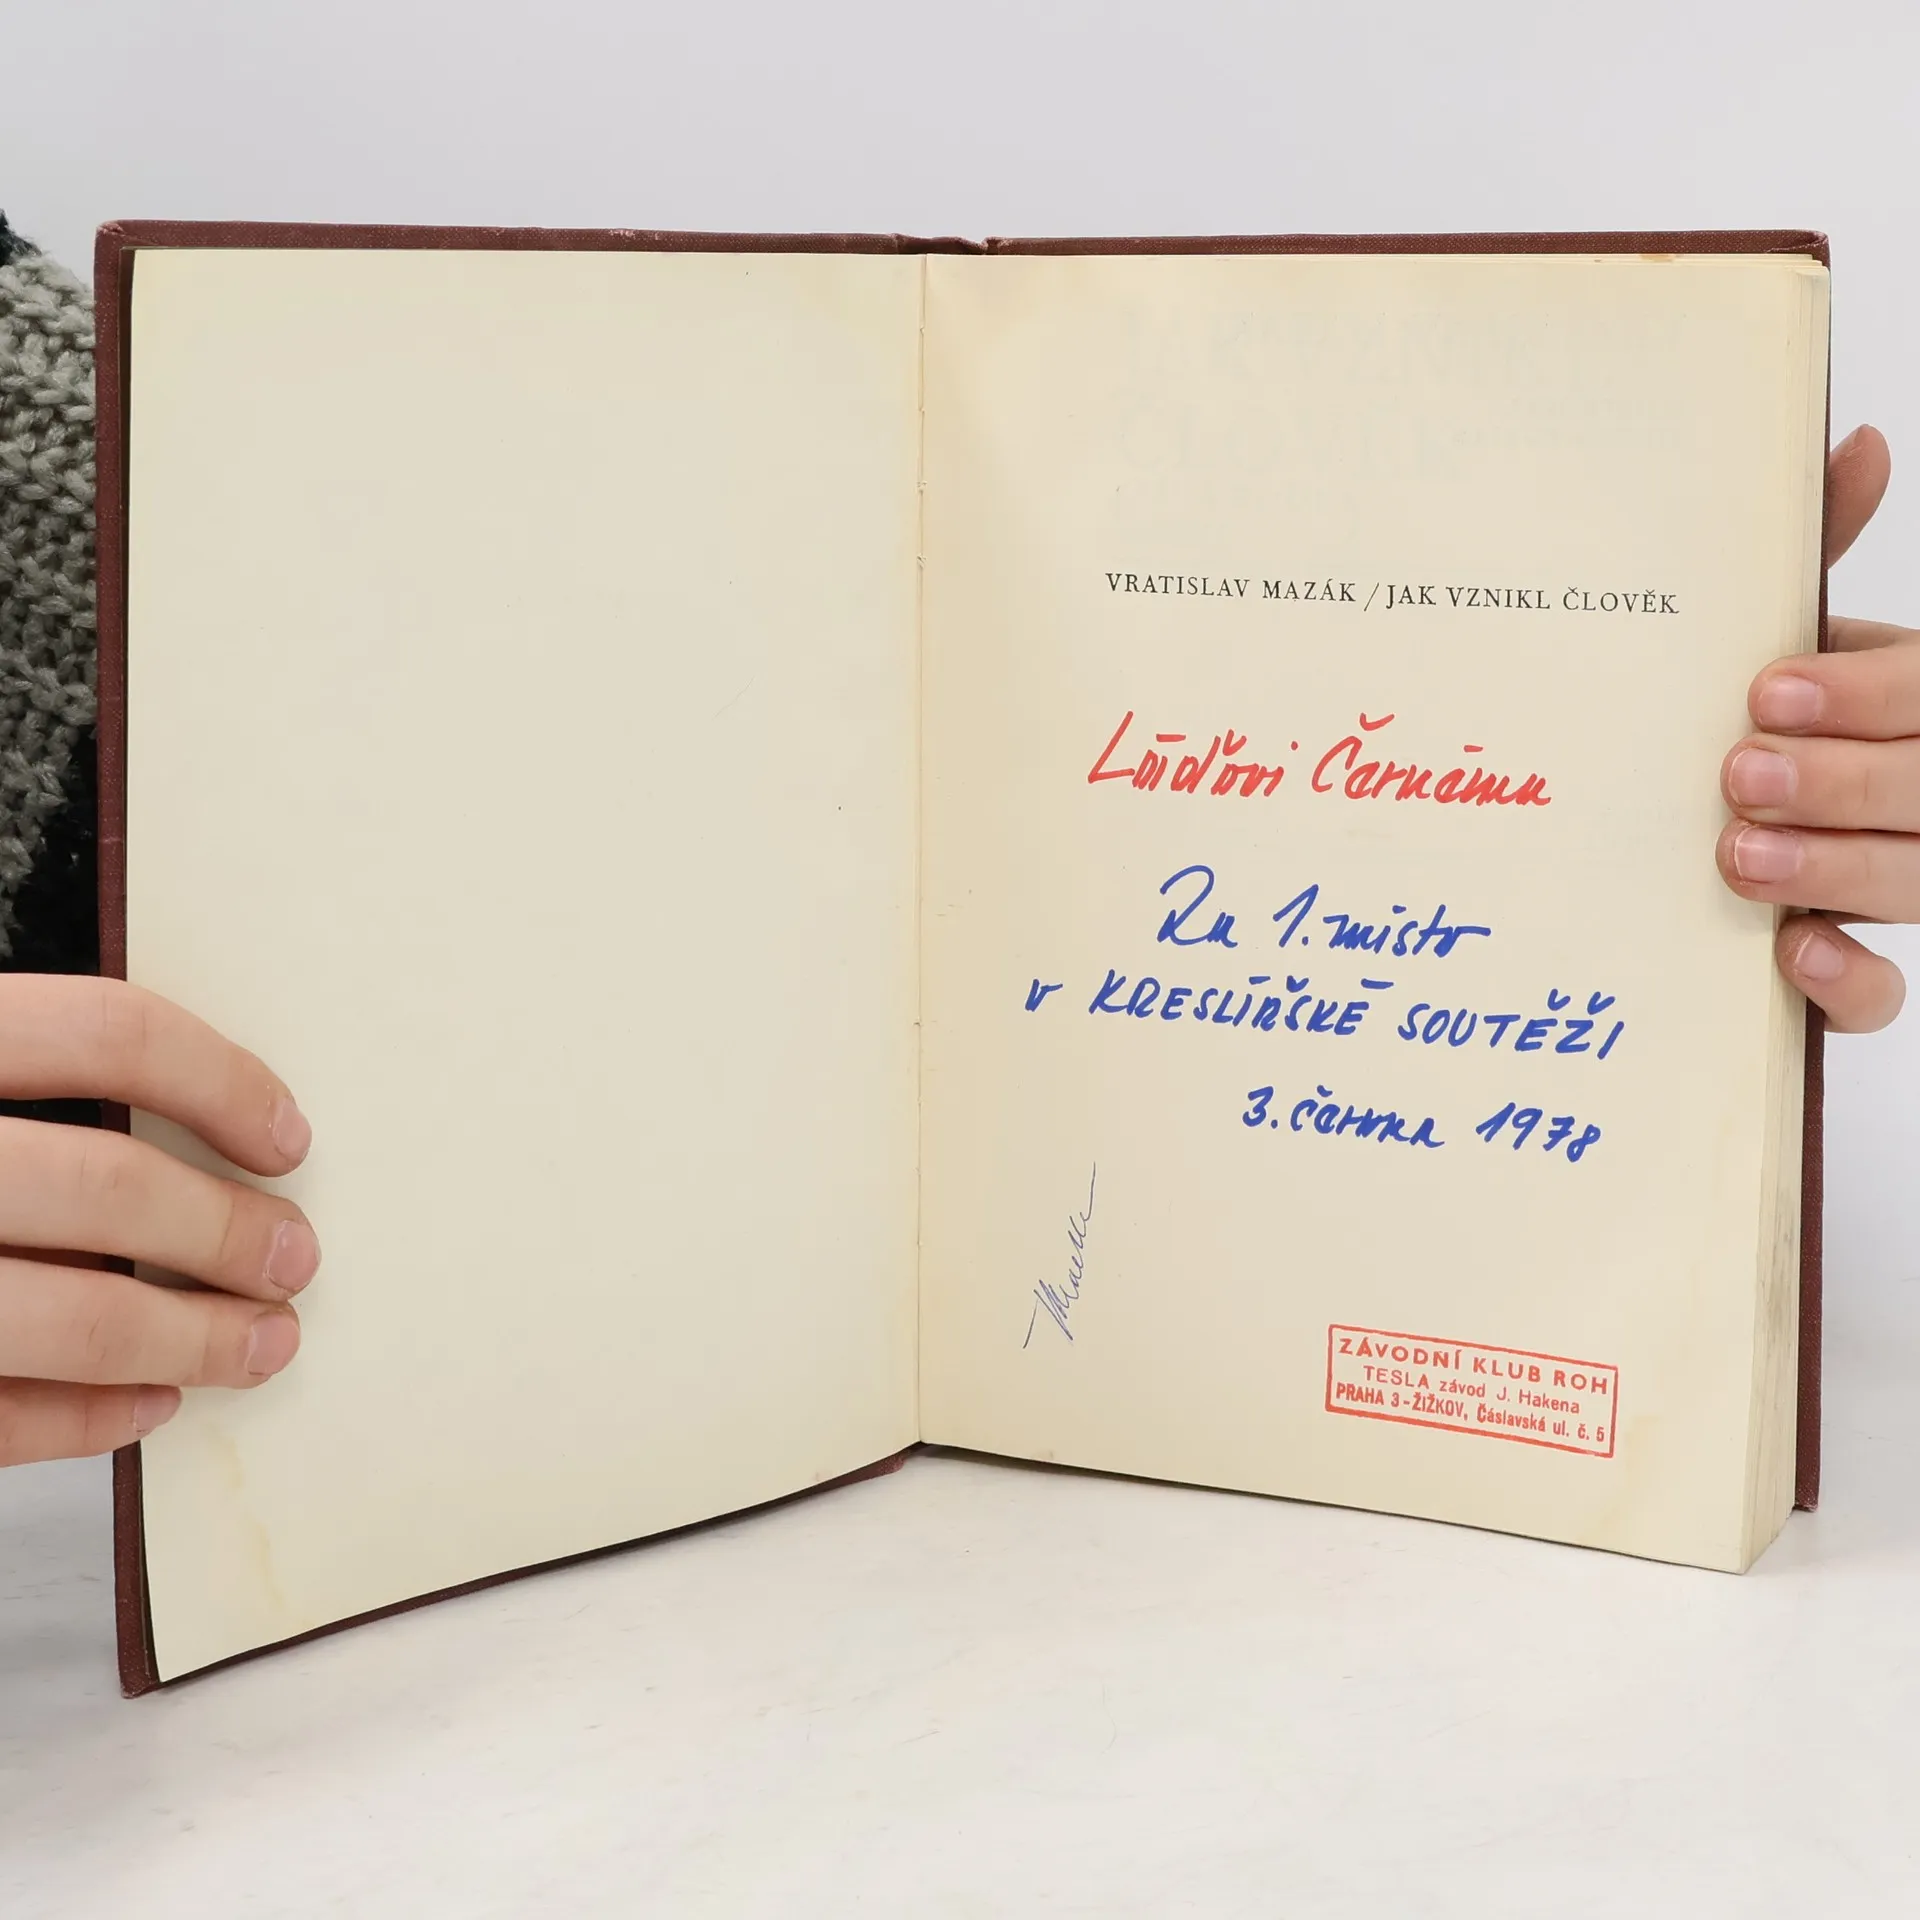 VRATISLAV MAZÁK / JAK VZNIKL ČLOVĚK
Láďovi Černému
Za 1. místo
v KRESLÍŘSKÉ SOUTĚŽI
3. června 1978
ZÁVODNÍ KLUB ROH
TESLA závod J. Hakena
PRAHA 3-ŽIŽKOV, Čáslavská ul. č. 5